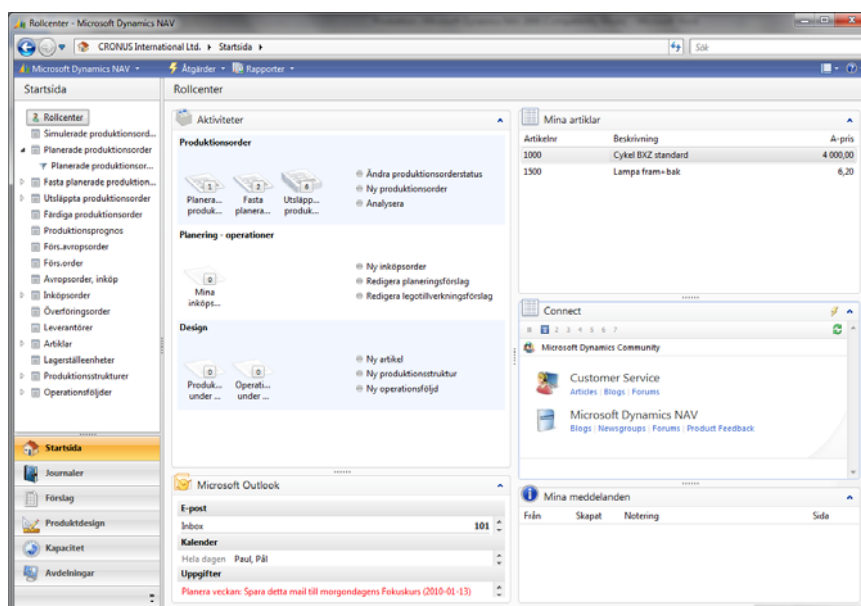 Rollcenter - Microsoft Dynamics NAV
CRONUS International Ltd. Startsida
Sök
Microsoft Dynamics NAV Åtgärder Rapporter
Startsida
Rollcenter
Simulerade produktionsord...
Planerade produktionsorder
Planerade produktionsor...
Fasta planerade produktion...
Utsläppta produktionsorder
Färdiga produktionsorder
Produktionsprognos
Förs.avropsorder
Förs.order
Avropsorder, inköp
Inköpsorder
Överföringsorder
Leverantörer
Artiklar
Lagerställeenheter
Produktionsstrukturer
Operationsföljder
Startsida
Journaler
Förslag
Produktdesign
Kapacitet
Avdelningar
Rollcenter
Aktiviteter
Produktionsorder
1 2 6
Planera... Fasta Utsläpp...
produk... planera... produk...
Ändra produktionsorderstatus
Ny produktionsorder
Analysera
Planering - operationer
0
Mina
inköps...
Ny inköpsorder
Redigera planeringsförslag
Redigera legotillverkningsförslag
Design
0 0
Produk... Operati...
under ... under ...
Ny artikel
Ny produktionsstruktur
Ny operationsföljd
Microsoft Outlook
E-post
Inbox 101
Kalender
Hela dagen Paul, Pål
Uppgifter
Planera veckan: Spara detta mail till morgondagens Fokuskurs (2010-01-13)
Mina artiklar
Artikelnr Beskrivning A-pris
1000 Cykel BXZ standard 4 000,00
1500 Lampa fram+bak 6,20
Connect
2 3 4 5 6 7
Microsoft Dynamics Community
Customer Service
Articles | Blogs | Forums
Microsoft Dynamics NAV
Blogs | Newsgroups | Forums | Product Feedback
Mina meddelanden
Från Skapat Notering Sida